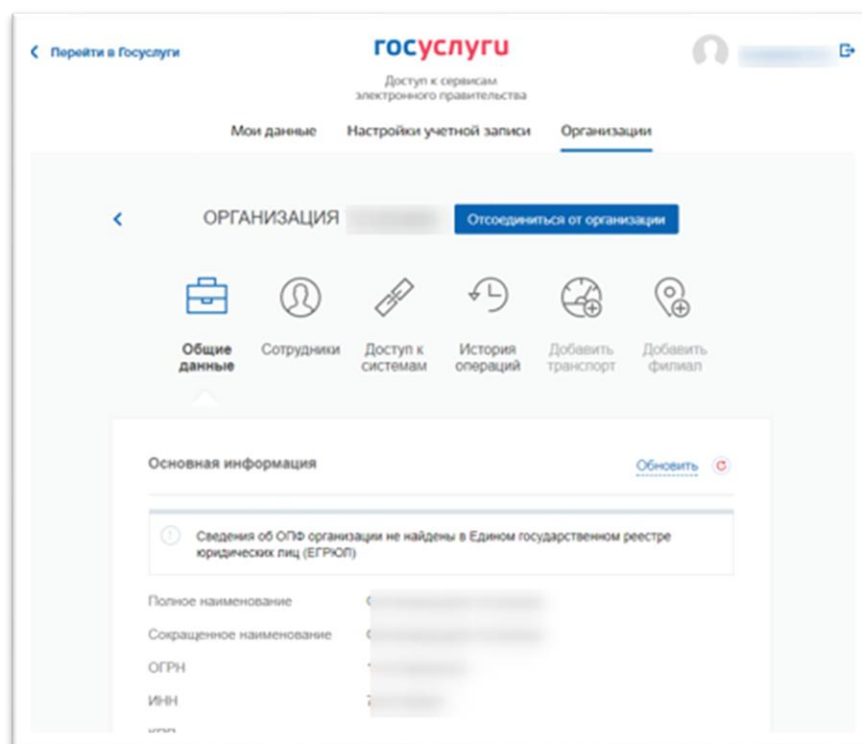 Перейти в Госуслуги
госуслуги
Доступ к сервисам
электронного правительства
Мои данные Настройки учетной записи Организации
ОРГАНИЗАЦИЯ Отсоединиться от организации
Общие данные Сотрудники Доступ к системам История операций Добавить транспорт Добавить филиал
Основная информация Обновить
Сведения об ОПФ организации не найдены в Едином государственном реестре
юридических лиц (ЕГРЮЛ)
Полное наименование
Сокращенное наименование
ОГРН
ИНН